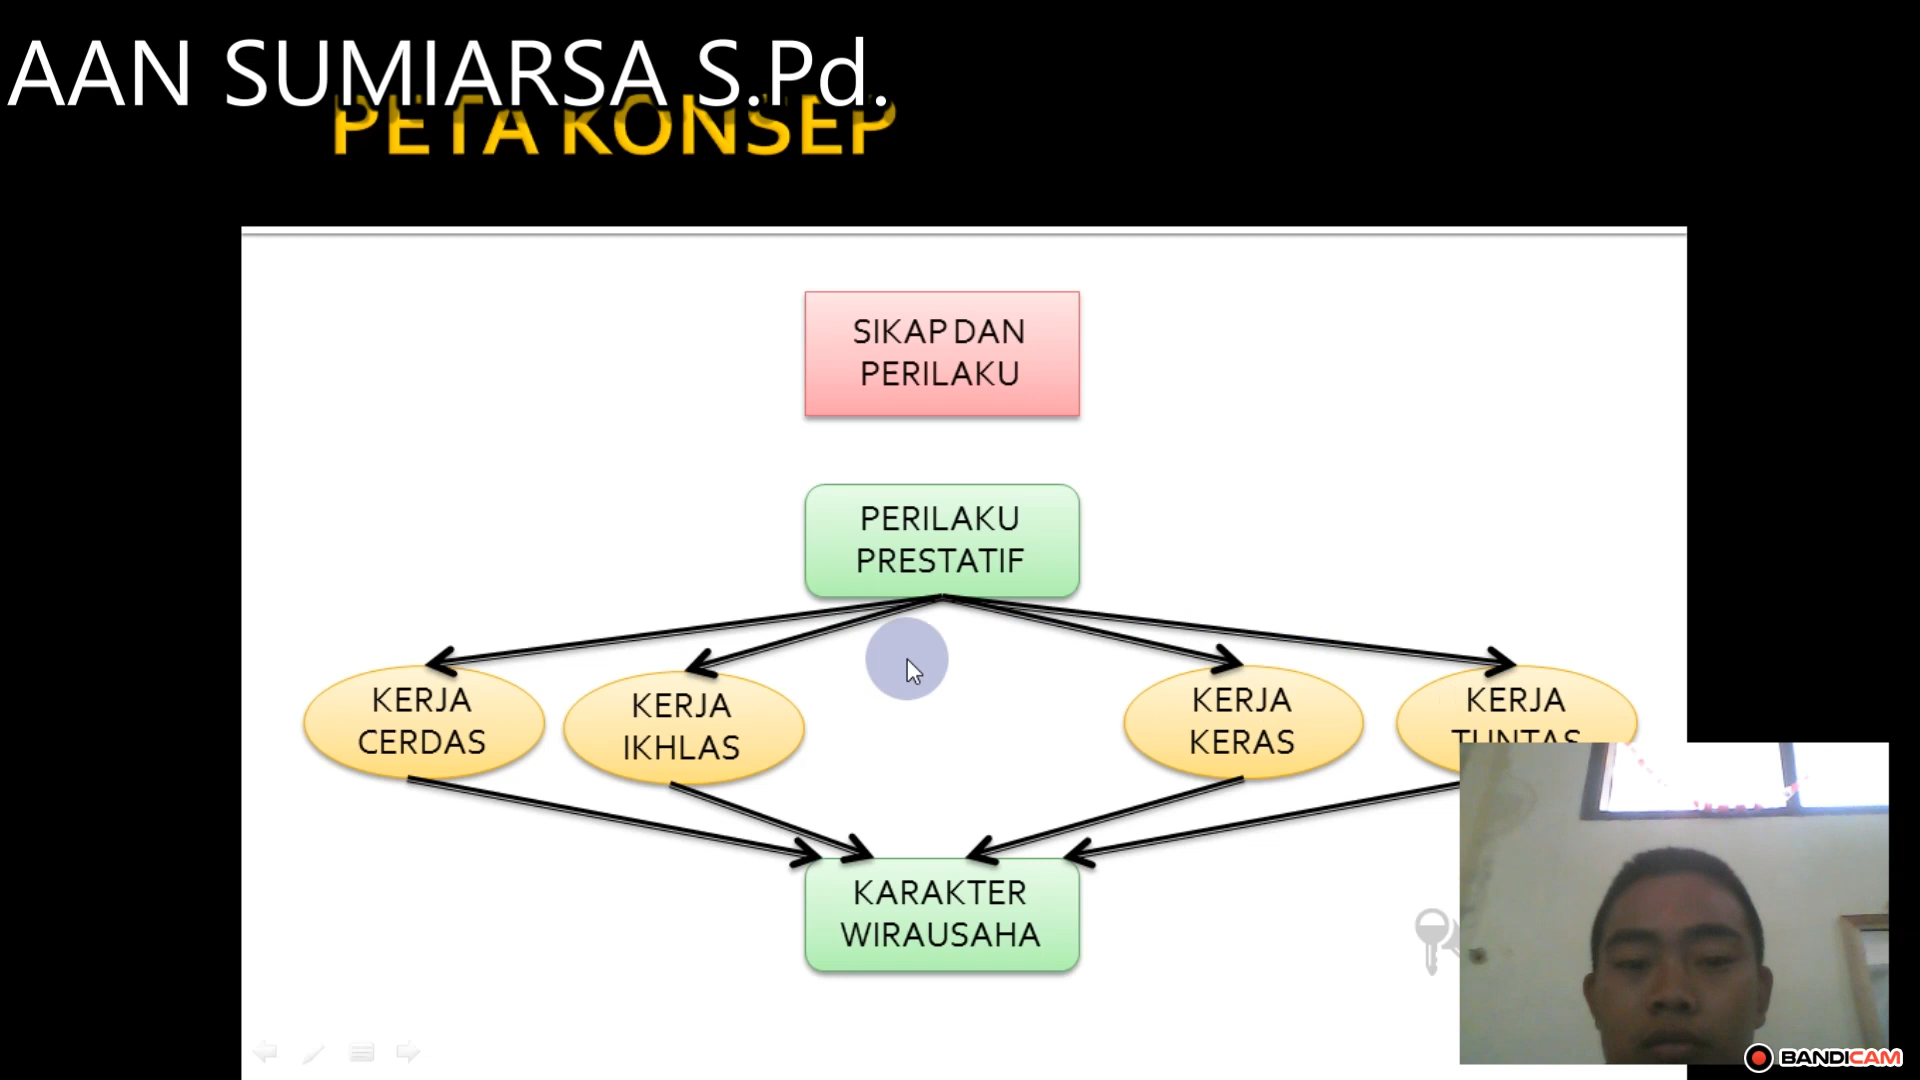 AAN SUMIARSA S.Pd.
PETA KONSEP
SIKAP DAN
PERILAKU
PERILAKU
PRESTATIF
KERJA
CERDAS
KERJA
IKHLAS
KERJA
KERAS
KERJA
TUNTAS
KARAKTER
WIRAUSAHA
BANDICAM